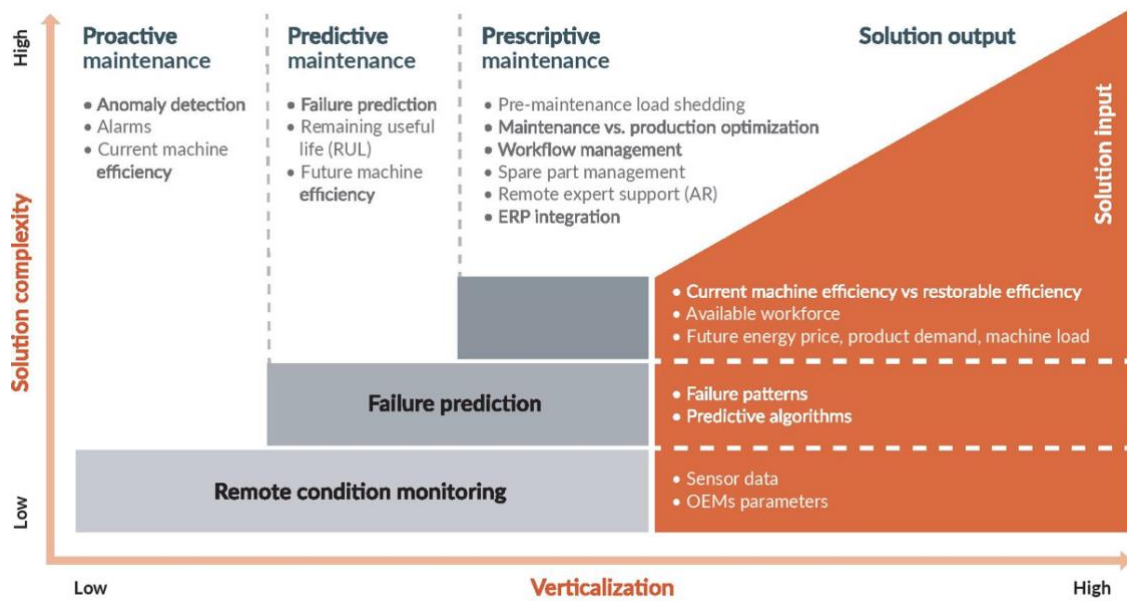 High
Solution complexity
Low
Proactive
maintenance
• Anomaly detection
• Alarms
• Current machine
efficiency
Predictive
maintenance
• Failure prediction
• Remaining useful
life (RUL)
• Future machine
efficiency
Prescriptive
maintenance
• Pre-maintenance load shedding
• Maintenance vs. production optimization
• Workflow management
• Spare part management
• Remote expert support (AR)
• ERP integration
Solution output
Solution input
• Current machine efficiency vs restorable efficiency
• Available workforce
• Future energy price, product demand, machine load
Failure prediction
• Failure patterns
• Predictive algorithms
Remote condition monitoring
• Sensor data
• OEMs parameters
Low
Verticalization
High